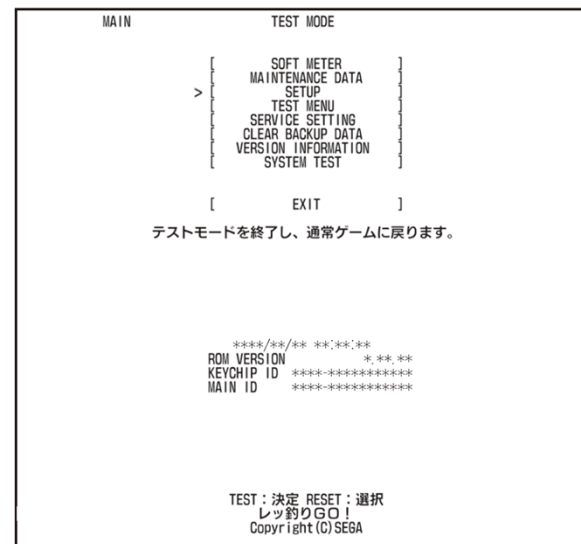 MAIN TEST MODE
[ SOFT METER ]
[ MAINTENANCE DATA ]
> [ SETUP ]
[ TEST MENU ]
[ SERVICE SETTING ]
[ CLEAR BACKUP DATA ]
[ VERSION INFORMATION ]
[ SYSTEM TEST ]
[ EXIT ]
テストモードを終了し、通常ゲームに戻ります。
****/**/** **:**:**
ROM VERSION *.**.**
KEYCHIP ID ****-***********
MAIN ID ****-***********
TEST：決定 RESET：選択
レッ釣りGO！
Copyright(C)SEGA